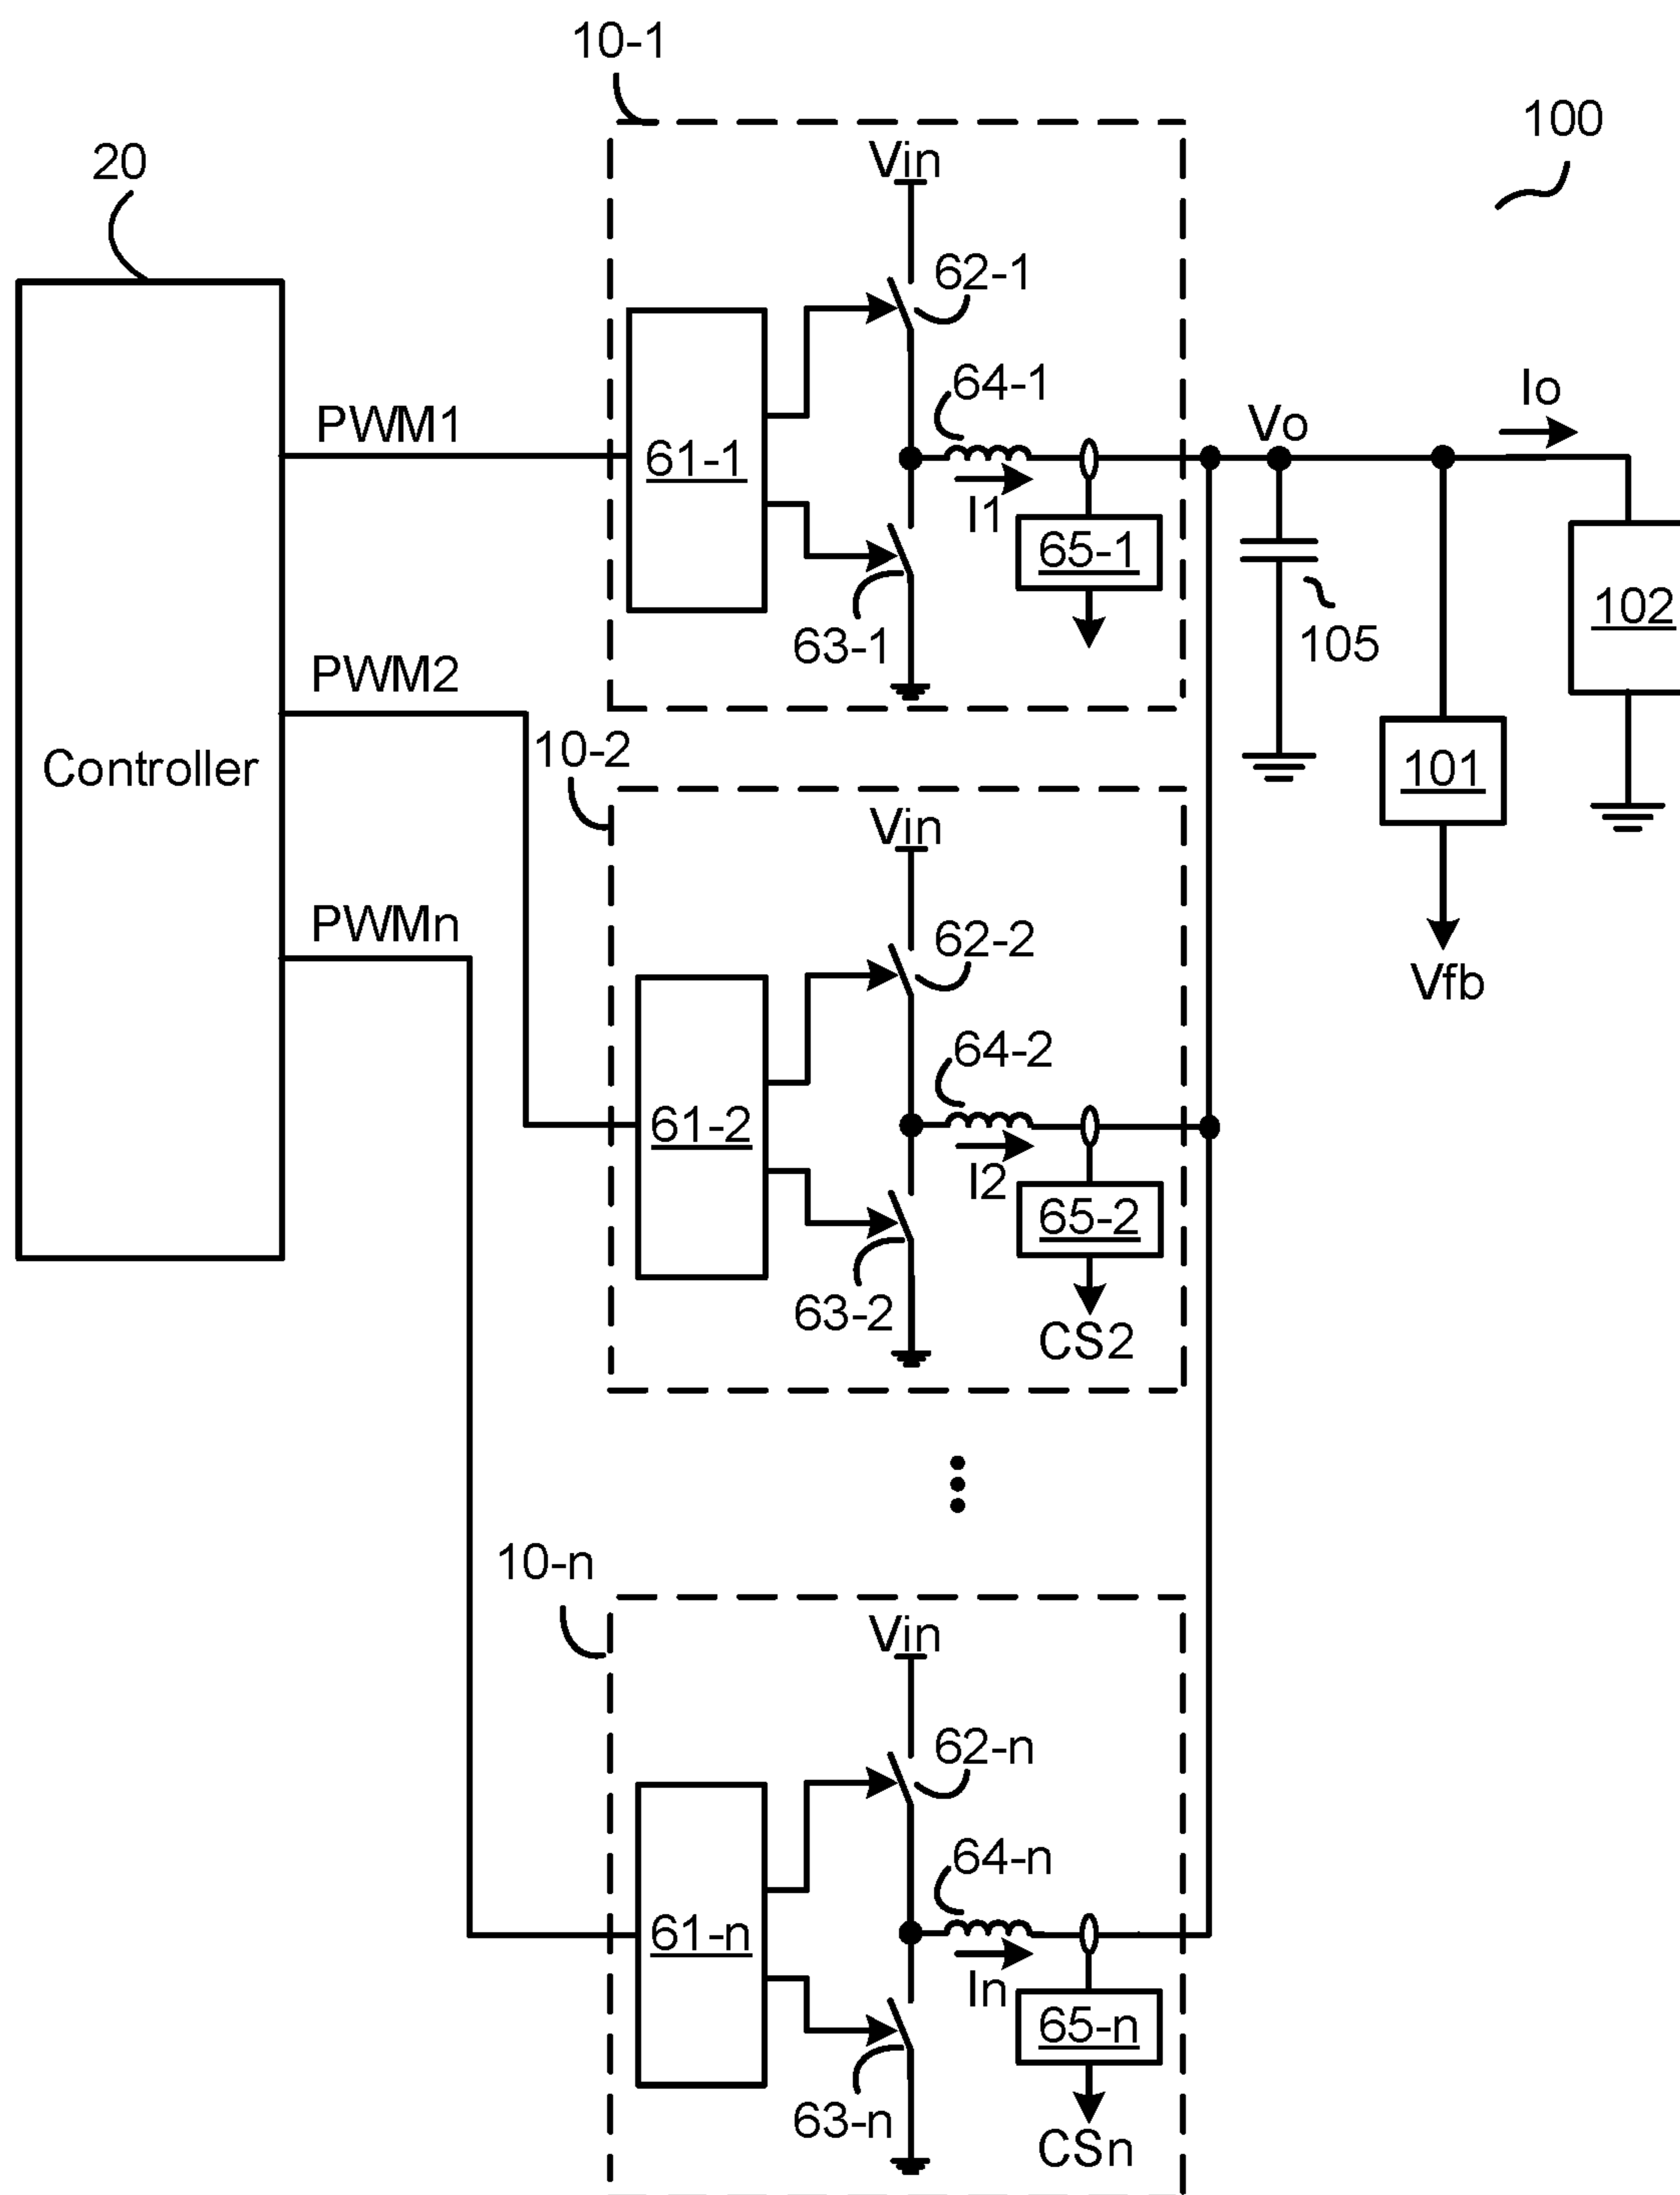 10-1
100
20
Vin
62-1
64-1
Io
PWM1
61-1
Vo
I1
65-1
102
105
63-1
PWM2
10-2
Controller
101
Vin
PWMn
62-2
Vfb
64-2
61-2
I2
65-2
63-2
CS2
10-n
Vin
62-n
64-n
61-n
In
65-n
63-n
CSn